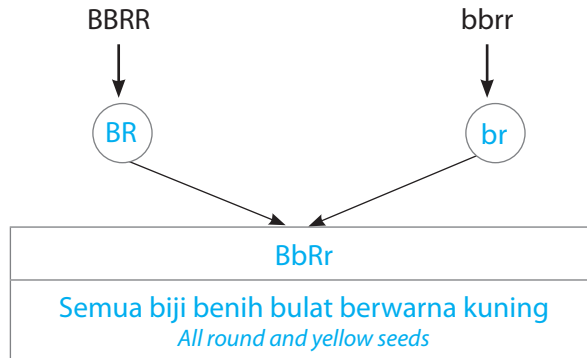 BBRR bbrr
BR br
BbRr
Semua biji benih bulat berwarna kuning
All round and yellow seeds